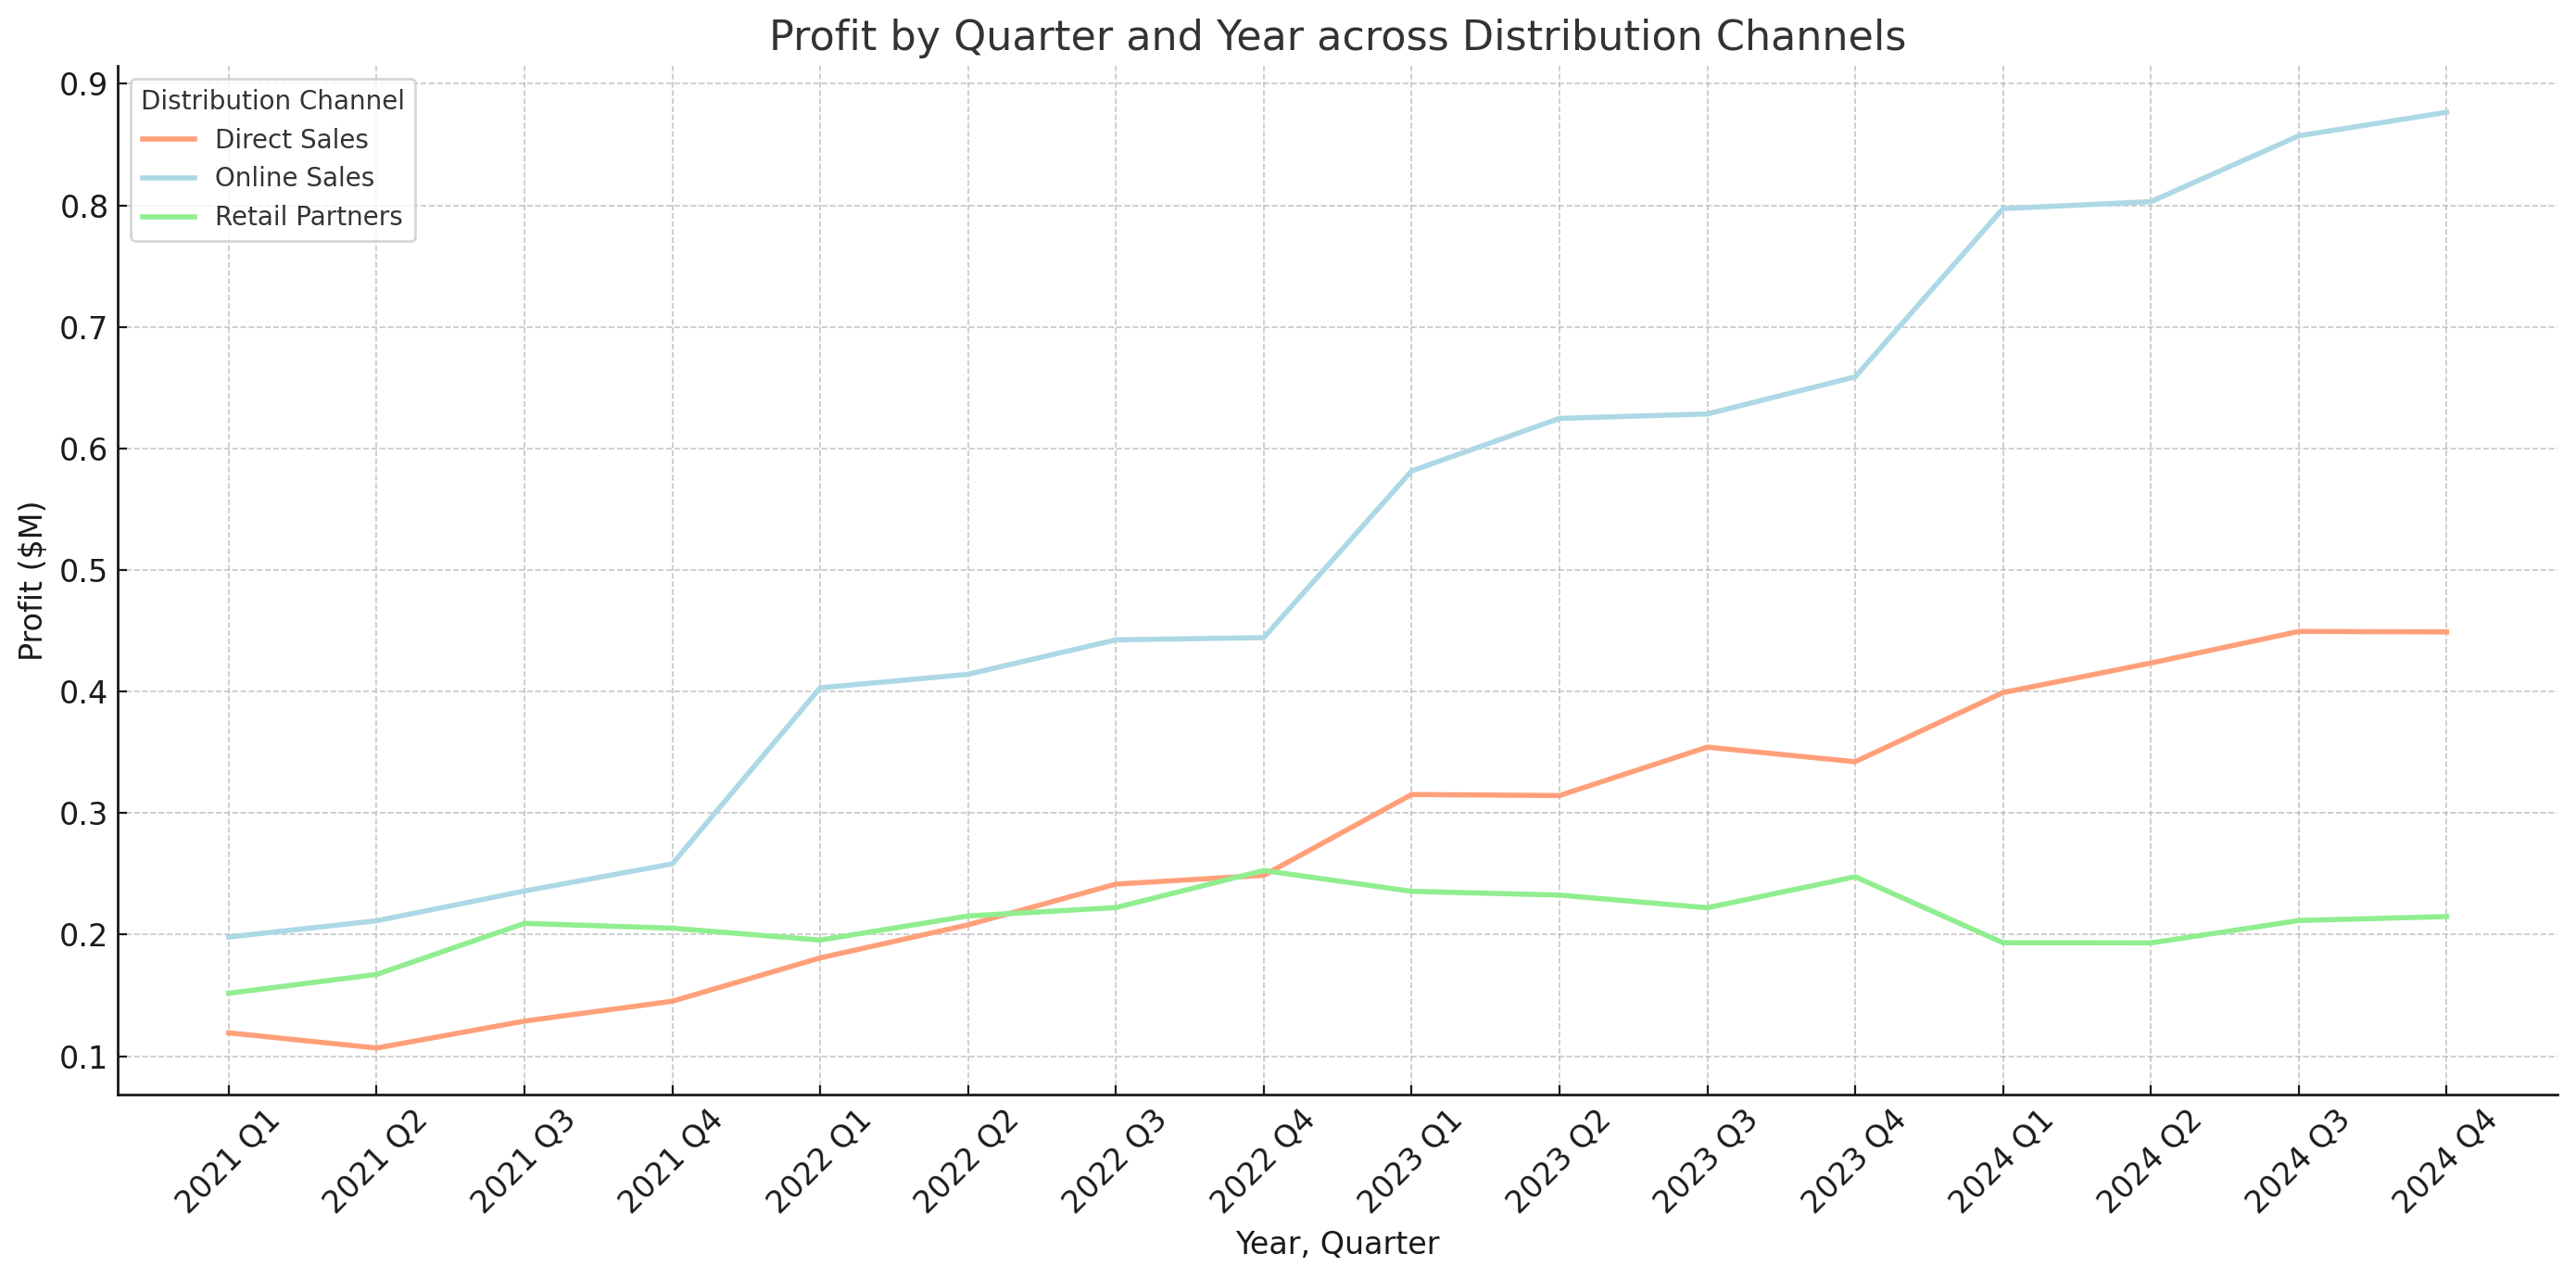 Profit by Quarter and Year across Distribution Channels
Distribution Channel
Direct Sales
Online Sales
Retail Partners
Profit ($M)
0.9
0.8
0.7
0.6
0.5
0.4
0.3
0.2
0.1
2021 Q1
2021 Q2
2021 Q3
2021 Q4
2022 Q1
2022 Q2
2022 Q3
2022 Q4
2023 Q1
2023 Q2
2023 Q3
2023 Q4
2024 Q1
2024 Q2
2024 Q3
2024 Q4
Year, Quarter